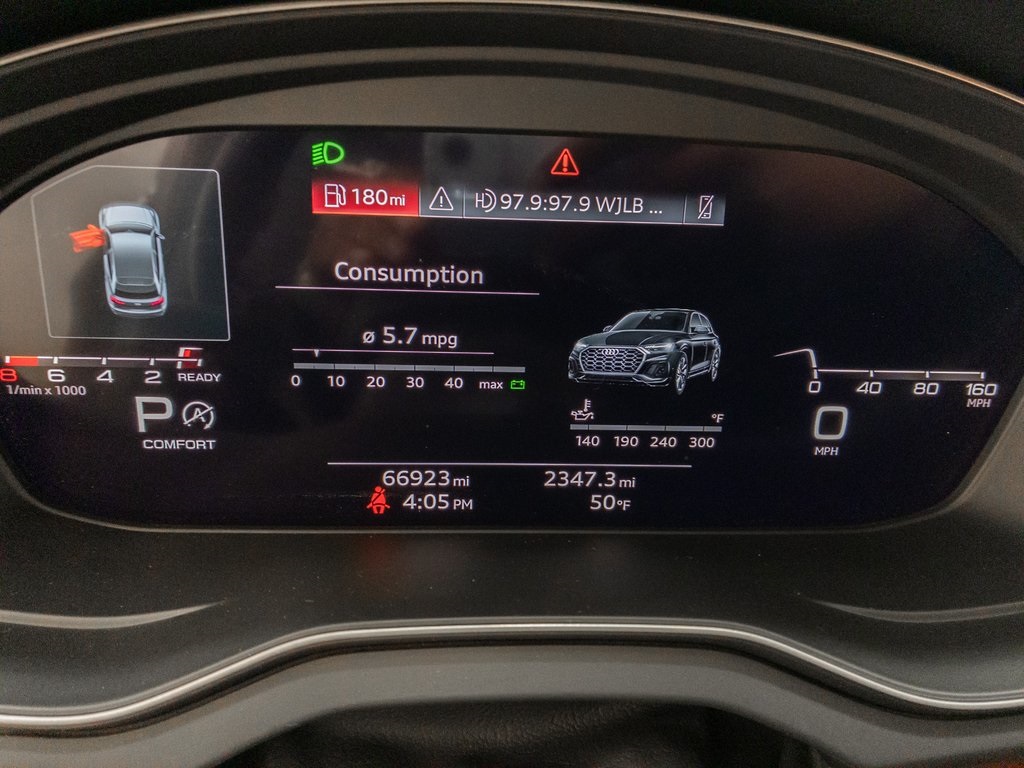 180 mi
97.9:97.9 WJLB ...
Consumption
ø 5.7 mpg
0 10 20 30 40 max
8 6 4 2 READY
1/min x 1000
P A
COMFORT
°F
140 190 240 300
0 40 80 160
MPH
0
MPH
66923 mi 2347.3 mi
4:05 PM 50°F